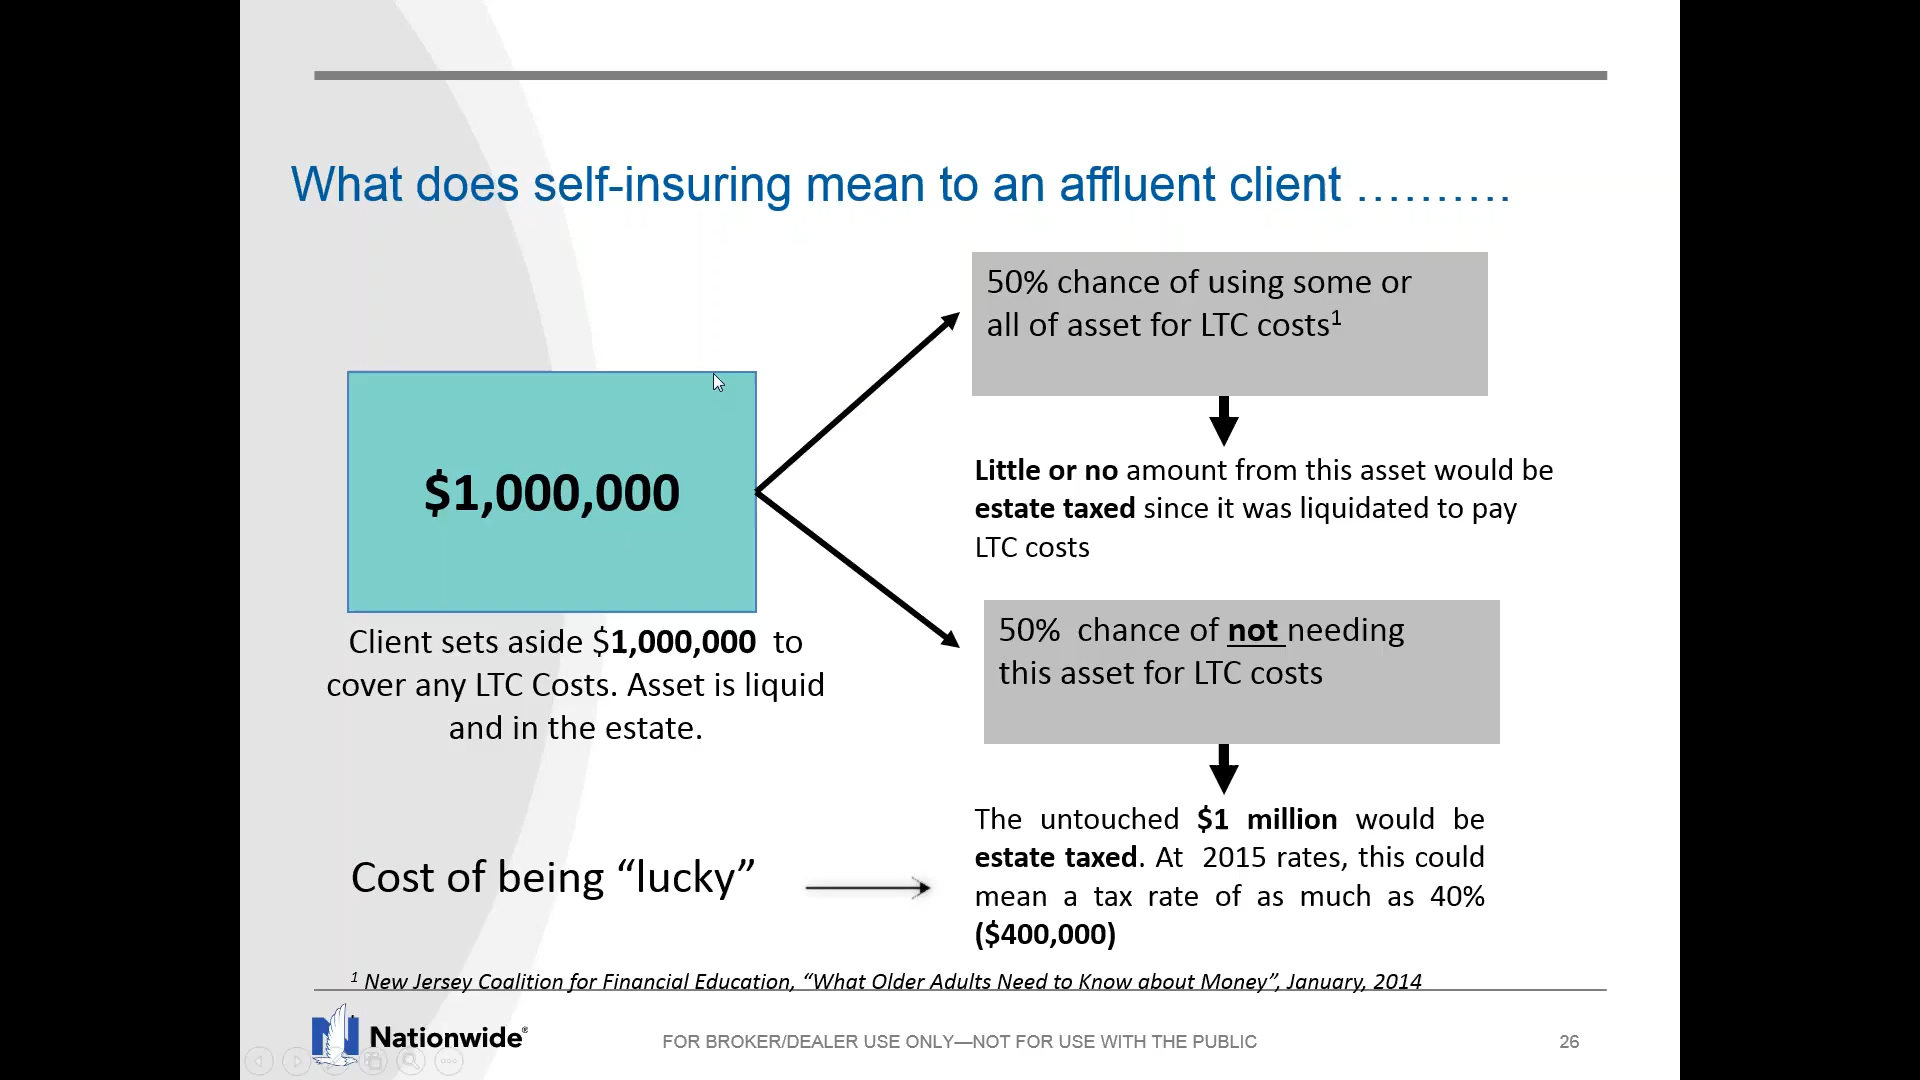 What does self-insuring mean to an affluent client ……….
50% chance of using some or
all of asset for LTC costs¹
$1,000,000
Little or no amount from this asset would be
estate taxed since it was liquidated to pay
LTC costs
Client sets aside $1,000,000 to
cover any LTC Costs. Asset is liquid
and in the estate.
50% chance of not needing
this asset for LTC costs
Cost of being “lucky”
The untouched $1 million would be
estate taxed. At 2015 rates, this could
mean a tax rate of as much as 40%
($400,000)
¹ New Jersey Coalition for Financial Education, “What Older Adults Need to Know about Money”, January, 2014
N Nationwide®
FOR BROKER/DEALER USE ONLY—NOT FOR USE WITH THE PUBLIC
26